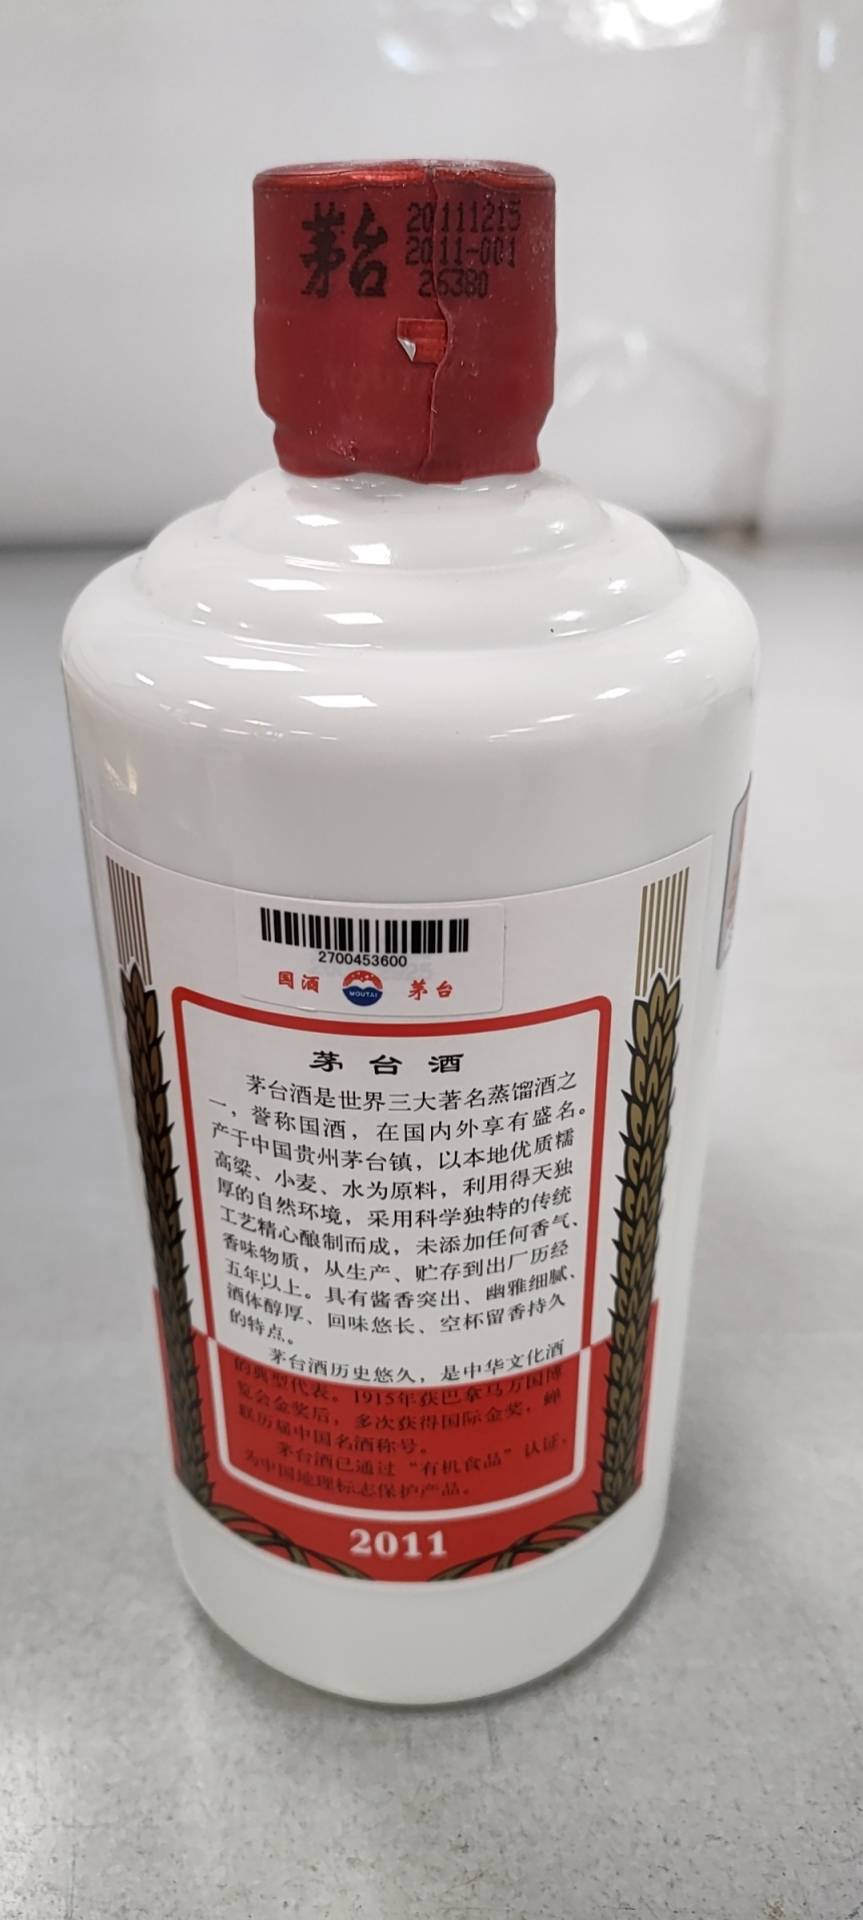 茅台
20111215
2011-001
26380
2700453600
国酒
MOUTAI
茅台
茅台酒
茅台酒是世界三大著名蒸馏酒之
一，誉称国酒，在国内外享有盛名。
产于中国贵州茅台镇，以本地优质糯
高粱、小麦、水为原料，利用得天独
厚的自然环境，采用科学独特的传统
工艺精心酿制而成，未添加任何香气、
香味物质，从生产、贮存到出厂历经
五年以上。具有酱香突出、幽雅细腻、
酒体醇厚、回味悠长、空杯留香持久
的特点。
茅台酒历史悠久，是中华文化酒
的典型代表。1915年获巴拿马万国博
览会金奖后，多次获得国际金奖，蝉
联历届中国名酒称号。
茅台酒已通过“有机食品”认证，
为中国地理标志保护产品。
2011